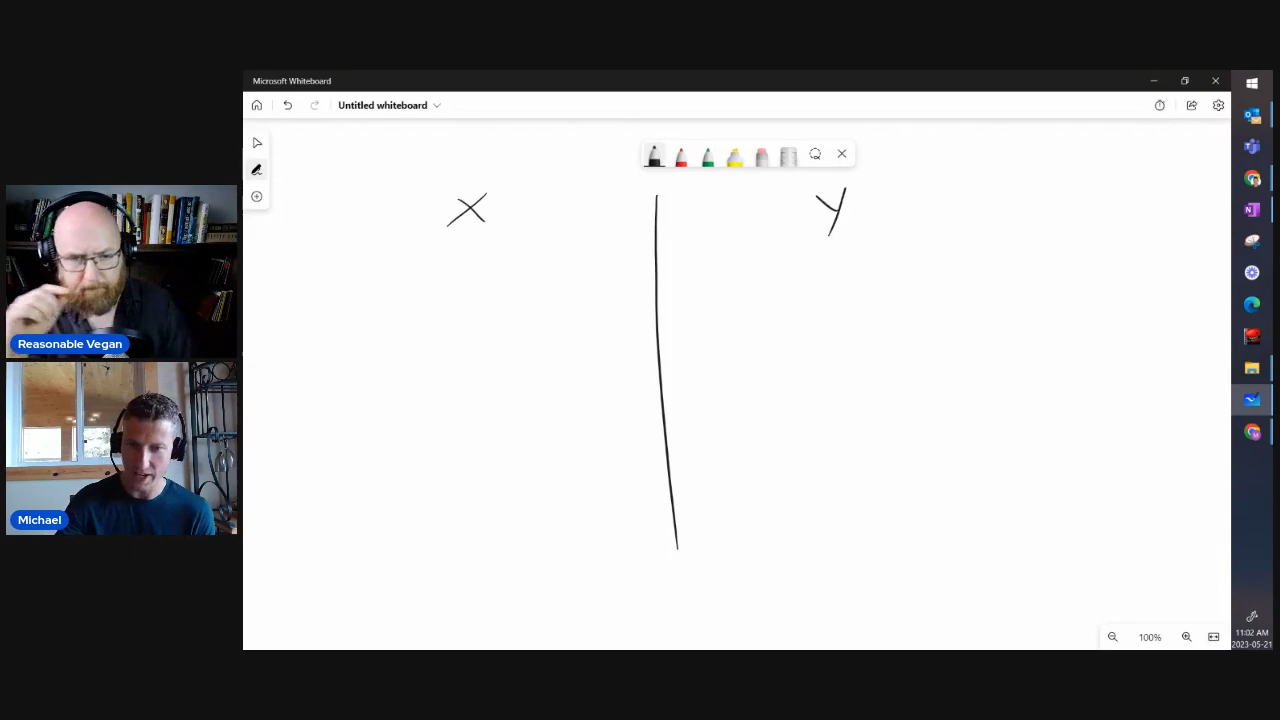 Microsoft Whiteboard
Untitled whiteboard
X Y
Reasonable Vegan
Michael
100%
11:02 AM
2023-05-21